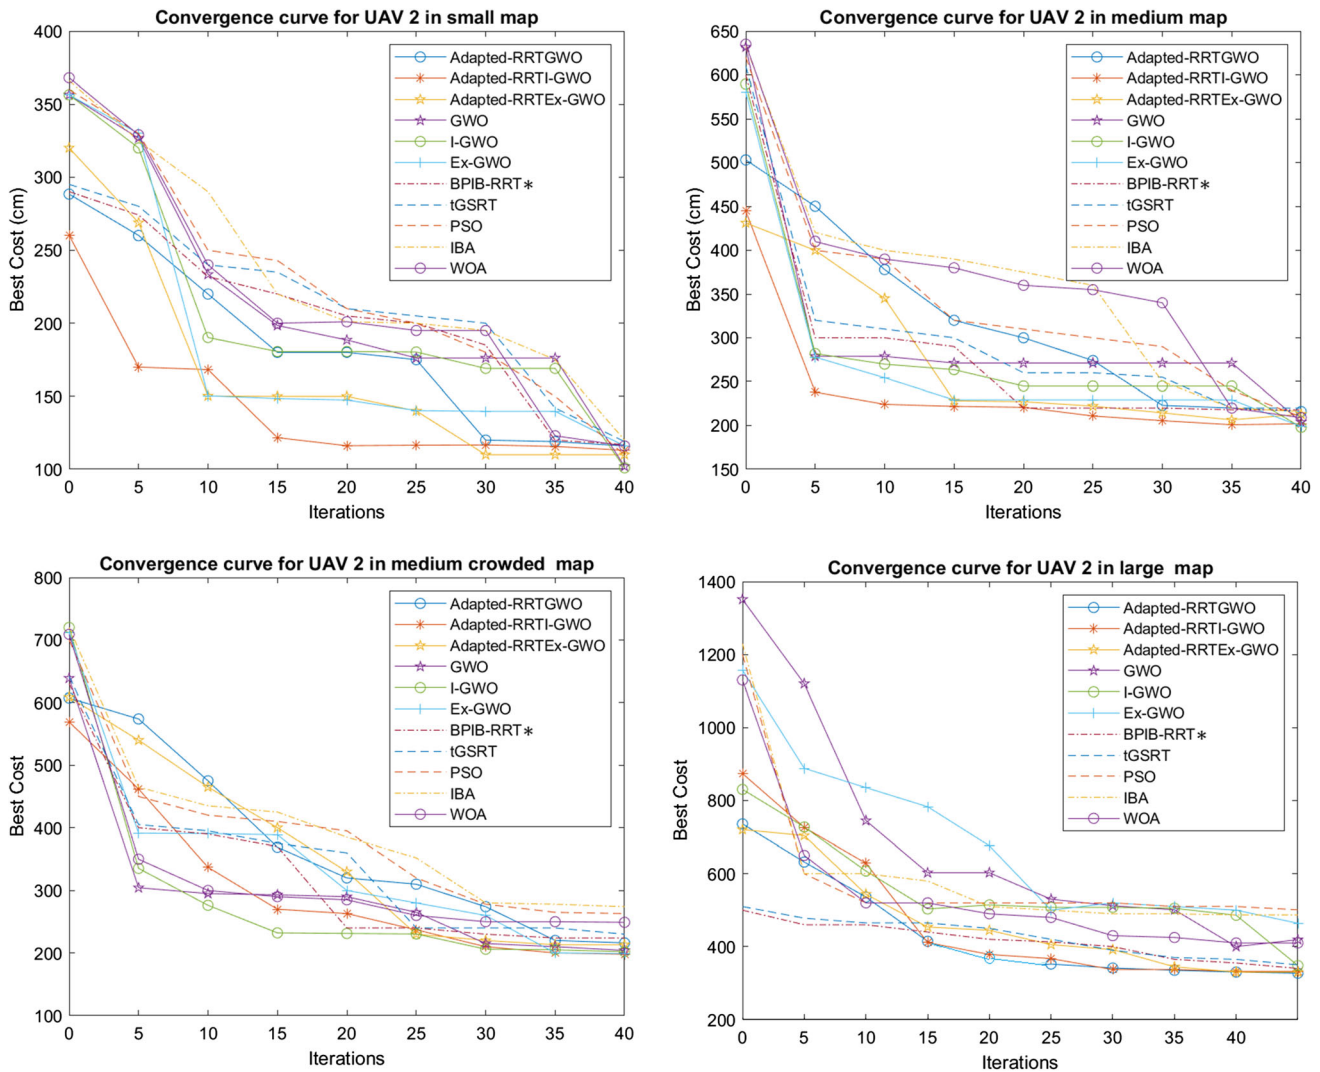 Convergence curve for UAV 2 in small map
400
350
300
250
200
150
100
Best Cost (cm)
0 5 10 15 20 25 30 35 40
Iterations
Adapted-RRTGWO
Adapted-RRTI-GWO
Adapted-RRTEx-GWO
GWO
I-GWO
Ex-GWO
BPIB-RRT*
tGSRT
PSO
IBA
WOA
Convergence curve for UAV 2 in medium map
650
600
550
500
450
400
350
300
250
200
150
Best Cost (cm)
0 5 10 15 20 25 30 35 40
Iterations
Adapted-RRTGWO
Adapted-RRTI-GWO
Adapted-RRTEx-GWO
GWO
I-GWO
Ex-GWO
BPIB-RRT*
tGSRT
PSO
IBA
WOA
Convergence curve for UAV 2 in medium crowded map
800
700
600
500
400
300
200
100
Best Cost
0 5 10 15 20 25 30 35 40
Iterations
Adapted-RRTGWO
Adapted-RRTI-GWO
Adapted-RRTEx-GWO
GWO
I-GWO
Ex-GWO
BPIB-RRT*
tGSRT
PSO
IBA
WOA
Convergence curve for UAV 2 in large map
1400
1200
1000
800
600
400
200
Best Cost
0 5 10 15 20 25 30 35 40
Iterations
Adapted-RRTGWO
Adapted-RRTI-GWO
Adapted-RRTEx-GWO
GWO
I-GWO
Ex-GWO
BPIB-RRT*
tGSRT
PSO
IBA
WOA